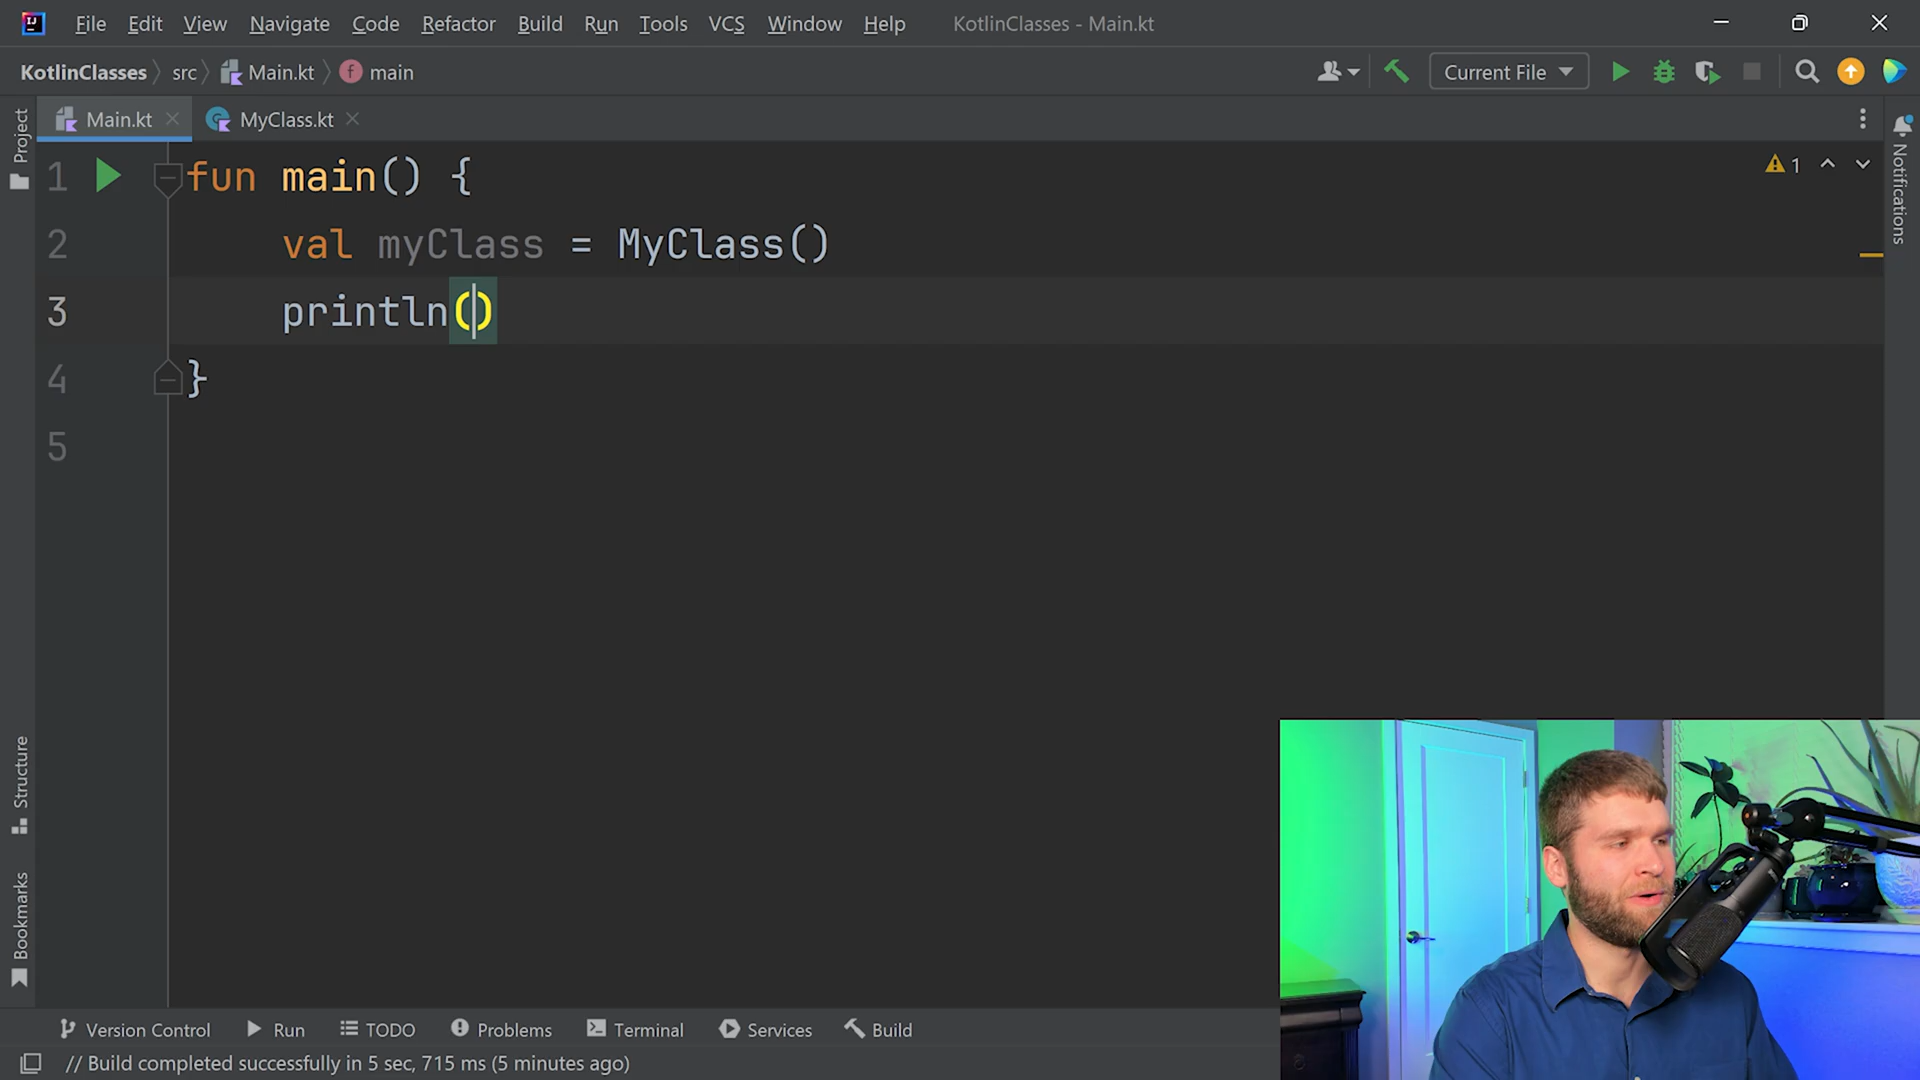 File Edit View Navigate Code Refactor Build Run Tools VCS Window Help KotlinClasses - Main.kt
KotlinClasses src Main.kt main Current File
Main.kt MyClass.kt
Project
Notifications
1 fun main() {
2 val myClass = MyClass()
3 println()
4 }
5
1
Structure
Bookmarks
Version Control Run TODO Problems Terminal Services Build
// Build completed successfully in 5 sec, 715 ms (5 minutes ago)